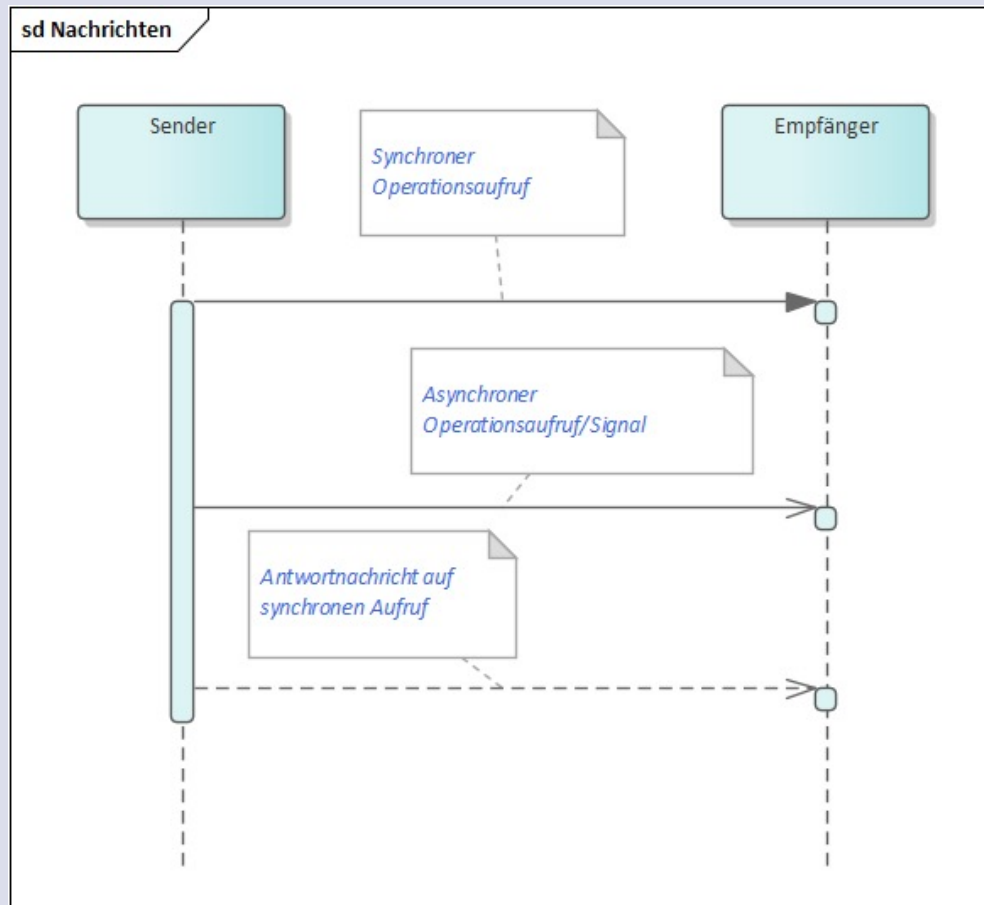 sd Nachrichten
Sender
Empfänger
Synchroner
Operationsaufruf
Asynchroner
Operationsaufruf/Signal
Antwortnachricht auf
synchronen Aufruf